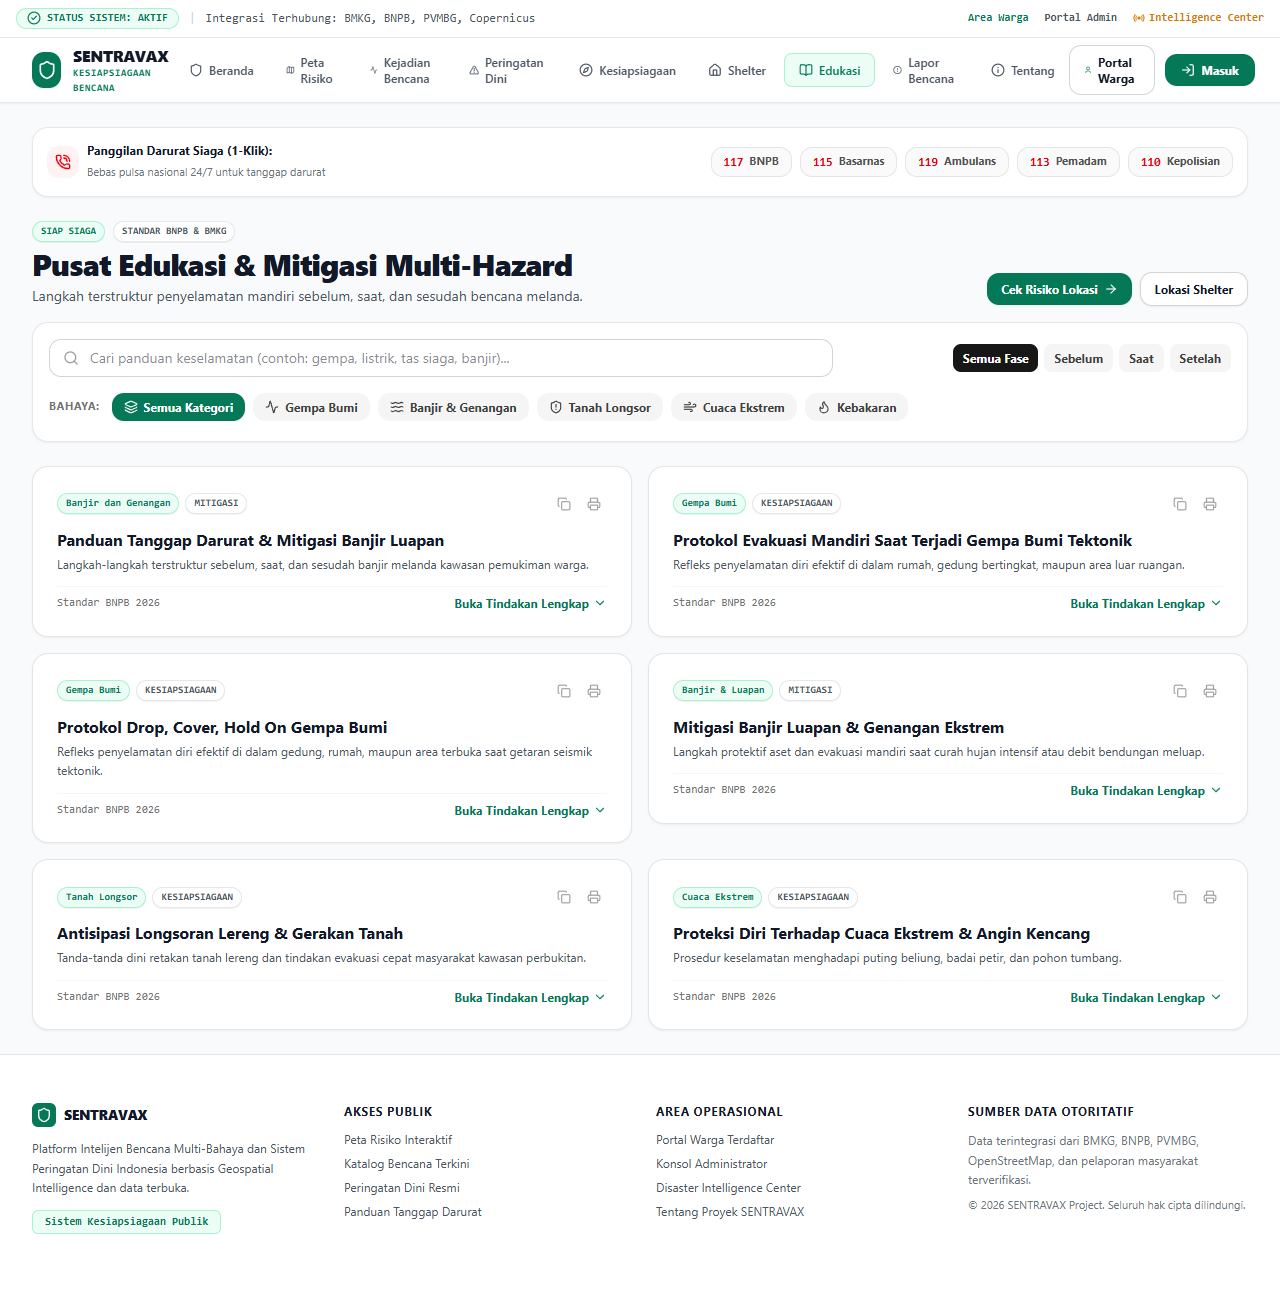 STATUS SISTEM: AKTIF | Integrasi Terhubung: BMKG, BNPB, PVMBG, Copernicus
Area Warga Portal Admin Intelligence Center
SENTRAVAX
KESIAPSIAGAAN
BENCANA
Beranda
Peta
Risiko
Kejadian
Bencana
Peringatan
Dini
Kesiapsiagaan
Shelter
Edukasi
Lapor
Bencana
Tentang
Portal
Warga
Masuk
Panggilan Darurat Siaga (1-Klik):
Bebas pulsa nasional 24/7 untuk tanggap darurat
117 BNPB
115 Basarnas
119 Ambulans
113 Pemadam
110 Kepolisian
SIAP SIAGA
STANDAR BNPB & BMKG
Pusat Edukasi & Mitigasi Multi-Hazard
Langkah terstruktur penyelamatan mandiri sebelum, saat, dan sesudah bencana melanda.
Cek Risiko Lokasi
Lokasi Shelter
Cari panduan keselamatan (contoh: gempa, listrik, tas siaga, banjir)...
Semua Fase Sebelum Saat Setelah
BAHAYA: Semua Kategori Gempa Bumi Banjir & Genangan Tanah Longsor Cuaca Ekstrem Kebakaran
Banjir dan Genangan MITIGASI
Panduan Tanggap Darurat & Mitigasi Banjir Luapan
Langkah-langkah terstruktur sebelum, saat, dan sesudah banjir melanda kawasan pemukiman warga.
Standar BNPB 2026 Buka Tindakan Lengkap
Gempa Bumi KESIAPSIAGAAN
Protokol Evakuasi Mandiri Saat Terjadi Gempa Bumi Tektonik
Refleks penyelamatan diri efektif di dalam rumah, gedung bertingkat, maupun area luar ruangan.
Standar BNPB 2026 Buka Tindakan Lengkap
Gempa Bumi KESIAPSIAGAAN
Protokol Drop, Cover, Hold On Gempa Bumi
Refleks penyelamatan diri efektif di dalam gedung, rumah, maupun area terbuka saat getaran seismik
tektonik.
Standar BNPB 2026 Buka Tindakan Lengkap
Banjir & Luapan MITIGASI
Mitigasi Banjir Luapan & Genangan Ekstrem
Langkah protektif aset dan evakuasi mandiri saat curah hujan intensif atau debit bendungan meluap.
Standar BNPB 2026 Buka Tindakan Lengkap
Tanah Longsor KESIAPSIAGAAN
Antisipasi Longsoran Lereng & Gerakan Tanah
Tanda-tanda dini retakan tanah lereng dan tindakan evakuasi cepat masyarakat kawasan perbukitan.
Standar BNPB 2026 Buka Tindakan Lengkap
Cuaca Ekstrem KESIAPSIAGAAN
Proteksi Diri Terhadap Cuaca Ekstrem & Angin Kencang
Prosedur keselamatan menghadapi puting beliung, badai petir, dan pohon tumbang.
Standar BNPB 2026 Buka Tindakan Lengkap
SENTRAVAX
Platform Intelijen Bencana Multi-Bahaya dan Sistem
Peringatan Dini Indonesia berbasis Geospatial
Intelligence dan data terbuka.
Sistem Kesiapsiagaan Publik
AKSES PUBLIK
Peta Risiko Interaktif
Katalog Bencana Terkini
Peringatan Dini Resmi
Panduan Tanggap Darurat
AREA OPERASIONAL
Portal Warga Terdaftar
Konsol Administrator
Disaster Intelligence Center
Tentang Proyek SENTRAVAX
SUMBER DATA OTORITATIF
Data terintegrasi dari BMKG, BNPB, PVMBG,
OpenStreetMap, dan pelaporan masyarakat
terverifikasi.
© 2026 SENTRAVAX Project. Seluruh hak cipta dilindungi.